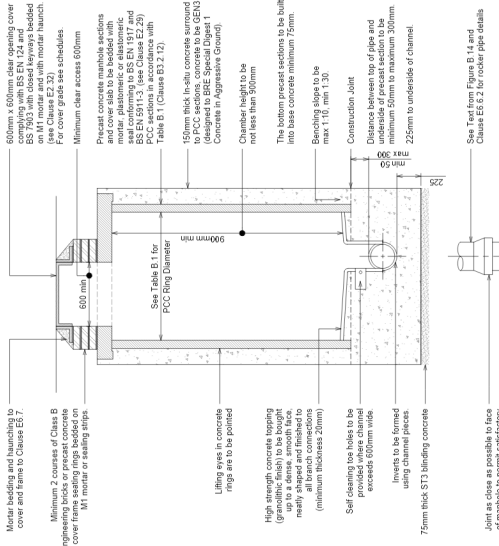 600mm x 600mm clear opening cover
complying with BS EN 124 and
BS 7903 with closed keyways bedded
on M1 mortar and with mortar haunch.
(see Clause E2.32)
For cover grade see schedules.
Minimum clear access 600mm
Precast concrete manhole sections
and cover slab to be bedded with
mortar, plastomeric or elastomeric
seal conforming to BS EN 1917 and
BS EN 5911-3, (see Clause E2.29)
PCC sections in accordance with
Table B.1 (Clause B3.2.12).
150mm thick In-situ concrete surround
to PCC sections, concrete to be GEN3
(designed to BRE Special Digest 1
Concrete in Aggressive Ground).
Chamber height to be
not less than 900mm
The bottom precast sections to be built
into base concrete minimum 75mm.
Benching slope to be
max 1:10, min 1:30.
Construction Joint
Distance between top of pipe and
underside of precast section to be
minimum 50mm to maximum 300mm.
225mm to underside of channel.
See Text from Figure B.14 and
Clause E6.6.2 for rocker pipe details
600 min
See Table B.1 for
PCC Ring Diameter
900mm min
min 50
max 300
225
Mortar bedding and haunching to
cover and frame to Clause E6.7.
Minimum 2 courses of Class B
engineering bricks or precast concrete
cover frame seating rings bedded on
M1 mortar or sealing strips.
Lifting eyes in concrete
rings are to be pointed
High strength concrete topping
(granolithic finish) to be bought
up to a dense, smooth face,
neatly shaped and finished to
all branch connections
(minimum thickness 20mm)
Self cleaning toe holes to be
provided where channel
exceeds 600mm wide.
Inverts to be formed
using channel pieces.
75mm thick ST3 blinding concrete
Joint as close as possible to face